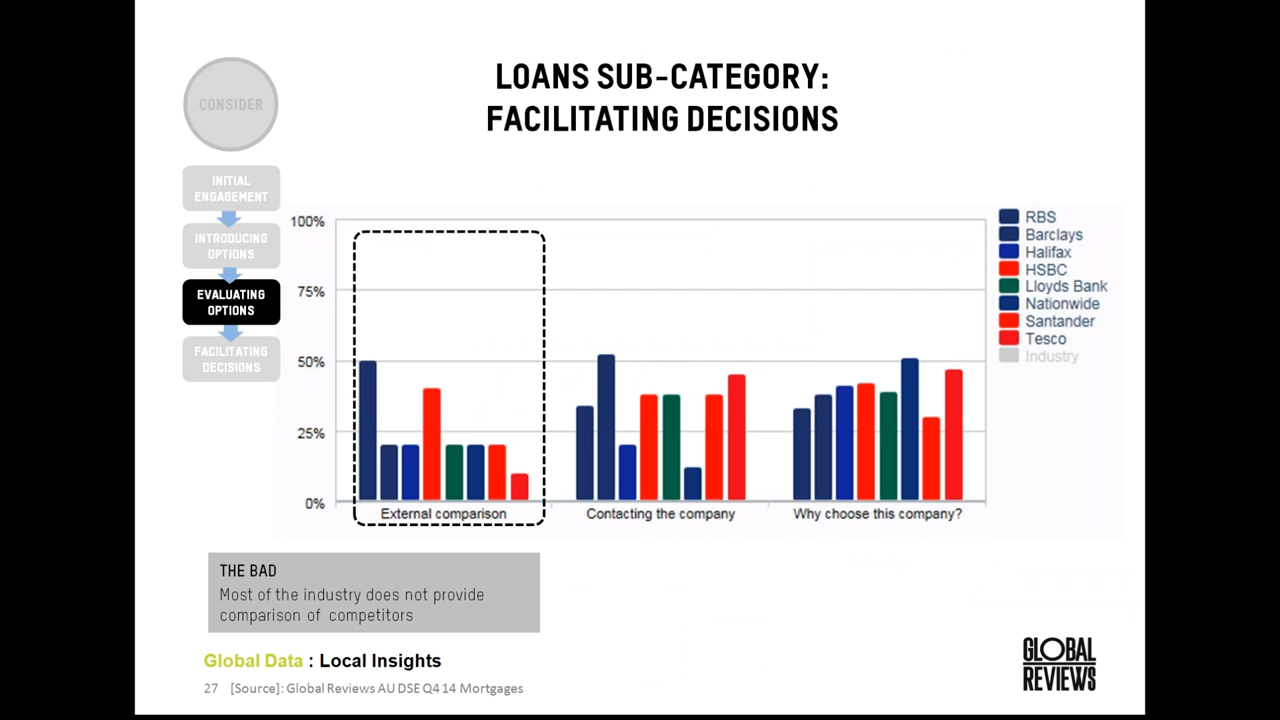 LOANS SUB-CATEGORY:
FACILITATING DECISIONS
CONSIDER
INITIAL
ENGAGEMENT
INTRODUCING
OPTIONS
EVALUATING
OPTIONS
FACILITATING
DECISIONS
100%
75%
50%
25%
0%
External comparison
Contacting the company
Why choose this company?
RBS
Barclays
Halifax
HSBC
Lloyds Bank
Nationwide
Santander
Tesco
Industry
THE BAD
Most of the industry does not provide
comparison of competitors
Global Data : Local Insights
27 [Source]: Global Reviews AU DSE Q4 14 Mortgages
GLOBAL
REVIEWS